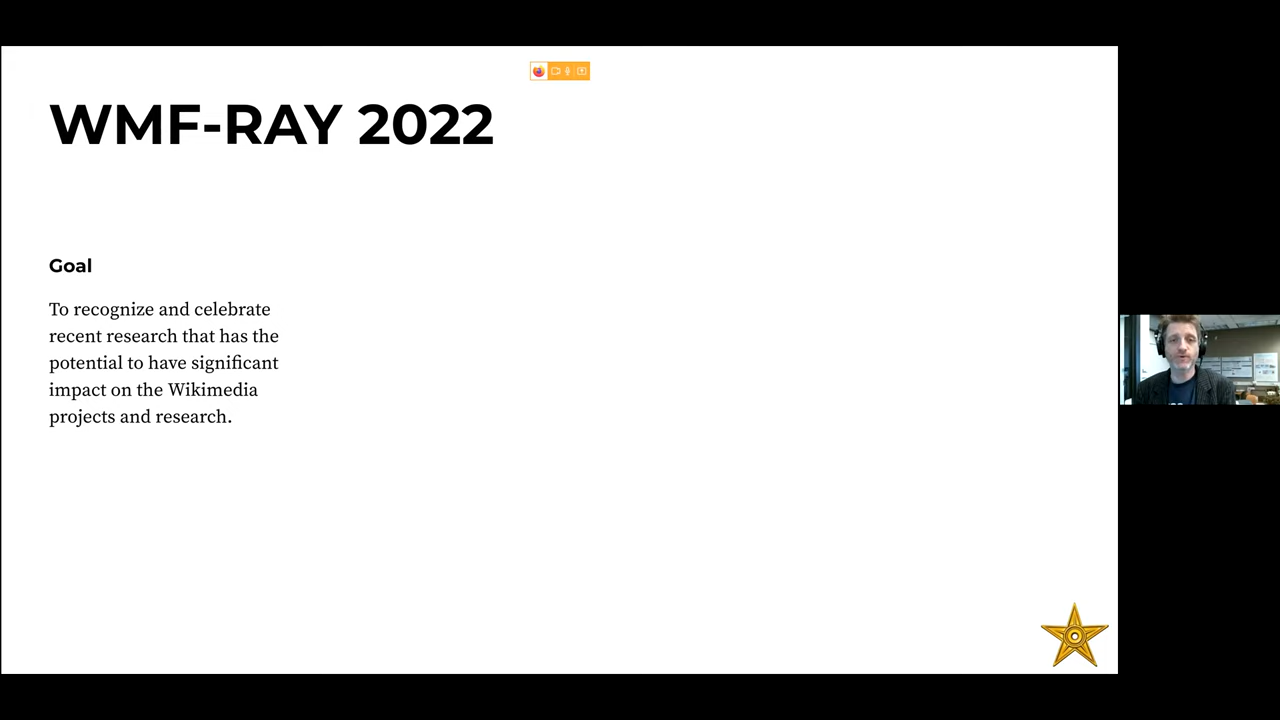 WMF-RAY 2022
Goal
To recognize and celebrate
recent research that has the
potential to have significant
impact on the Wikimedia
projects and research.